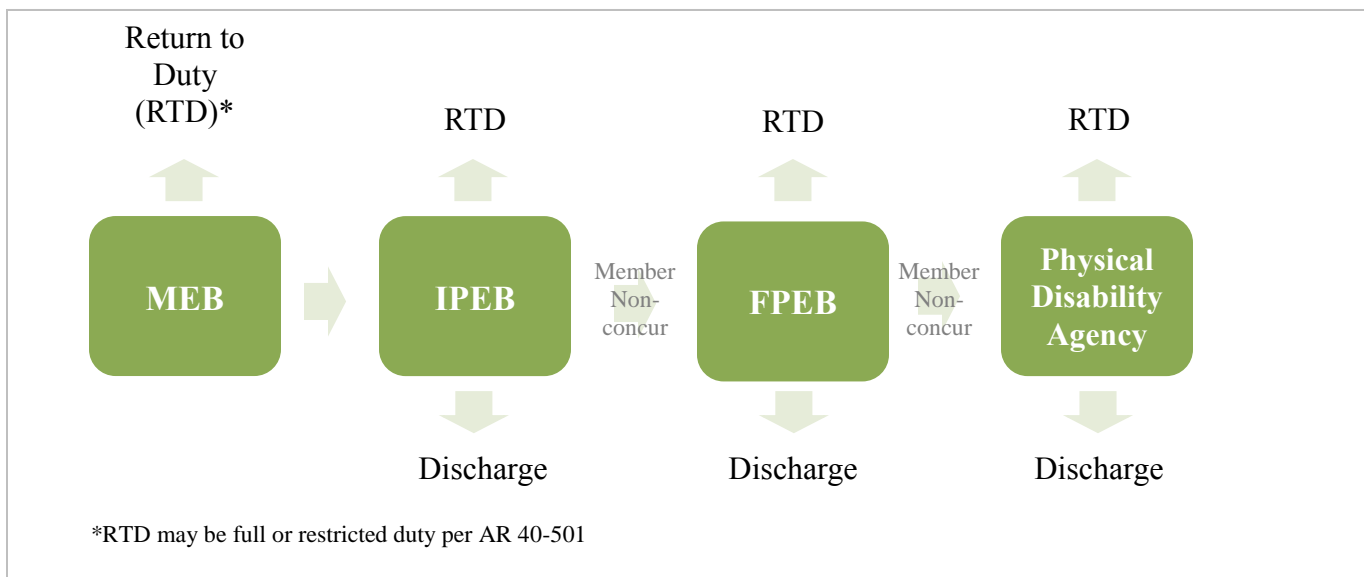 Return to
Duty
(RTD)*
RTD
RTD
RTD
MEB
IPEB
Member
Non-
concur
FPEB
Member
Non-
concur
Physical
Disability
Agency
Discharge
Discharge
Discharge
*RTD may be full or restricted duty per AR 40-501